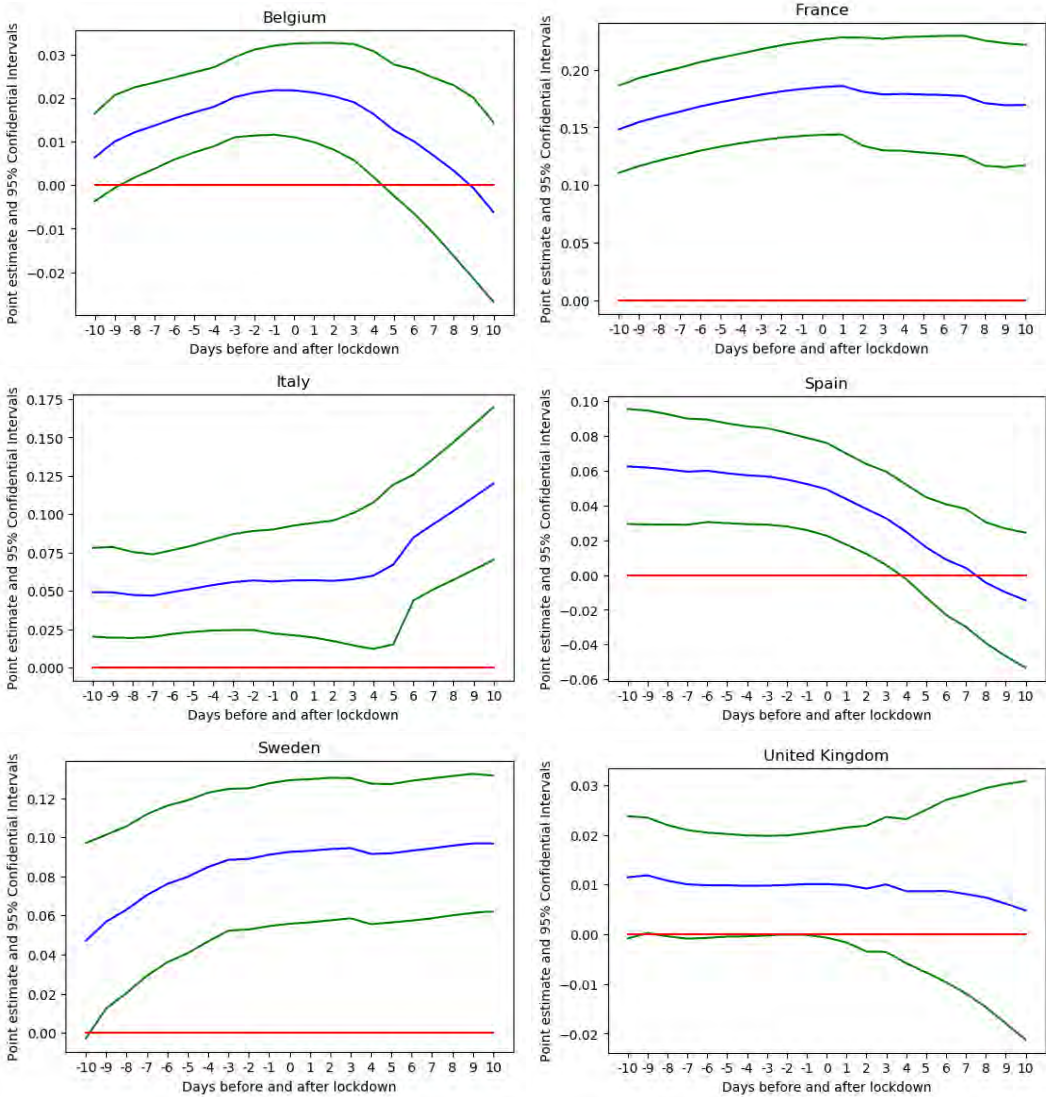 Belgium
Point estimate and 95% Confidential Intervals
0.03
0.02
0.01
0.00
−0.01
−0.02
-10 -9 -8 -7 -6 -5 -4 -3 -2 -1 0 1 2 3 4 5 6 7 8 9 10
Days before and after lockdown
France
Point estimate and 95% Confidential Intervals
0.20
0.15
0.10
0.05
0.00
-10 -9 -8 -7 -6 -5 -4 -3 -2 -1 0 1 2 3 4 5 6 7 8 9 10
Days before and after lockdown
Italy
Point estimate and 95% Confidential Intervals
0.175
0.150
0.125
0.100
0.075
0.050
0.025
0.000
-10 -9 -8 -7 -6 -5 -4 -3 -2 -1 0 1 2 3 4 5 6 7 8 9 10
Days before and after lockdown
Spain
Point estimate and 95% Confidential Intervals
0.10
0.08
0.06
0.04
0.02
0.00
−0.02
−0.04
−0.06
-10 -9 -8 -7 -6 -5 -4 -3 -2 -1 0 1 2 3 4 5 6 7 8 9 10
Days before and after lockdown
Sweden
Point estimate and 95% Confidential Intervals
0.12
0.10
0.08
0.06
0.04
0.02
0.00
-10 -9 -8 -7 -6 -5 -4 -3 -2 -1 0 1 2 3 4 5 6 7 8 9 10
Days before and after lockdown
United Kingdom
Point estimate and 95% Confidential Intervals
0.03
0.02
0.01
0.00
−0.01
−0.02
-10 -9 -8 -7 -6 -5 -4 -3 -2 -1 0 1 2 3 4 5 6 7 8 9 10
Days before and after lockdown